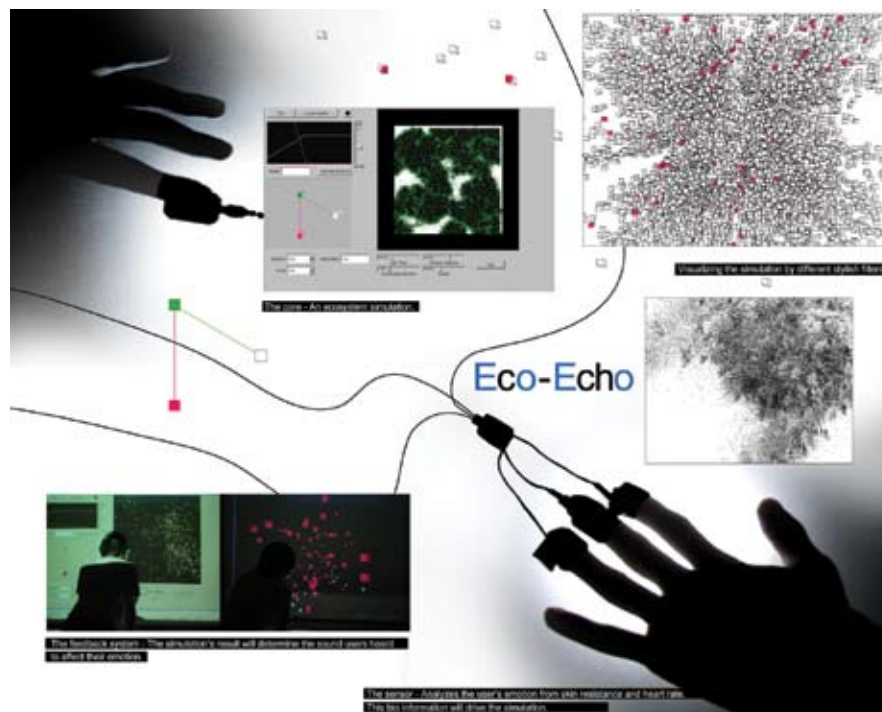 The core - An ecosystem simulation.
Visualizing the simulation by different stylish filters
Eco-Echo
The feedback system - The simulation's result will determine the sound users heard
to affect their emotion.
The sensor - Analyzes the user's emotion from skin resistance and heart rate.
This bio information will drive the simulation.